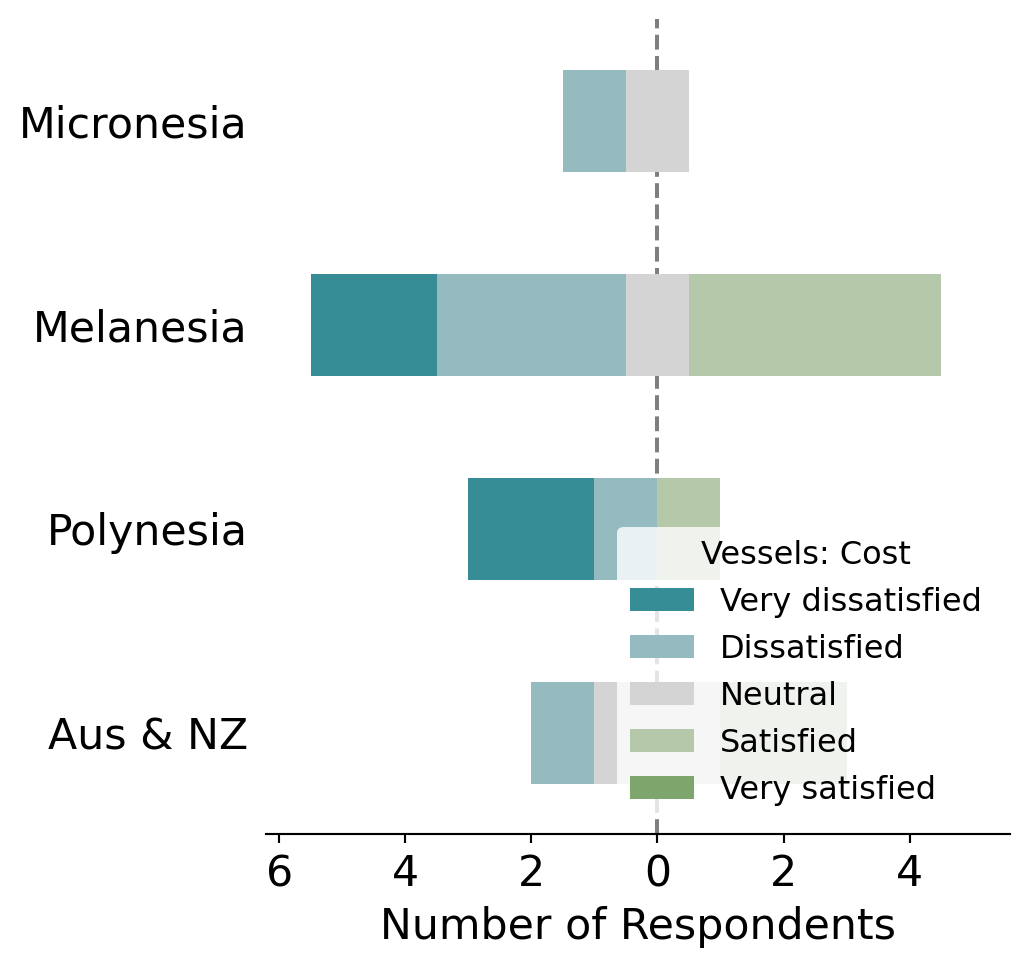 Micronesia
Melanesia
Polynesia
Vessels: Cost
Very dissatisfied
Dissatisfied
Neutral
Satisfied
Very satisfied
Aus & NZ
6 4 2 0 2 4
Number of Respondents